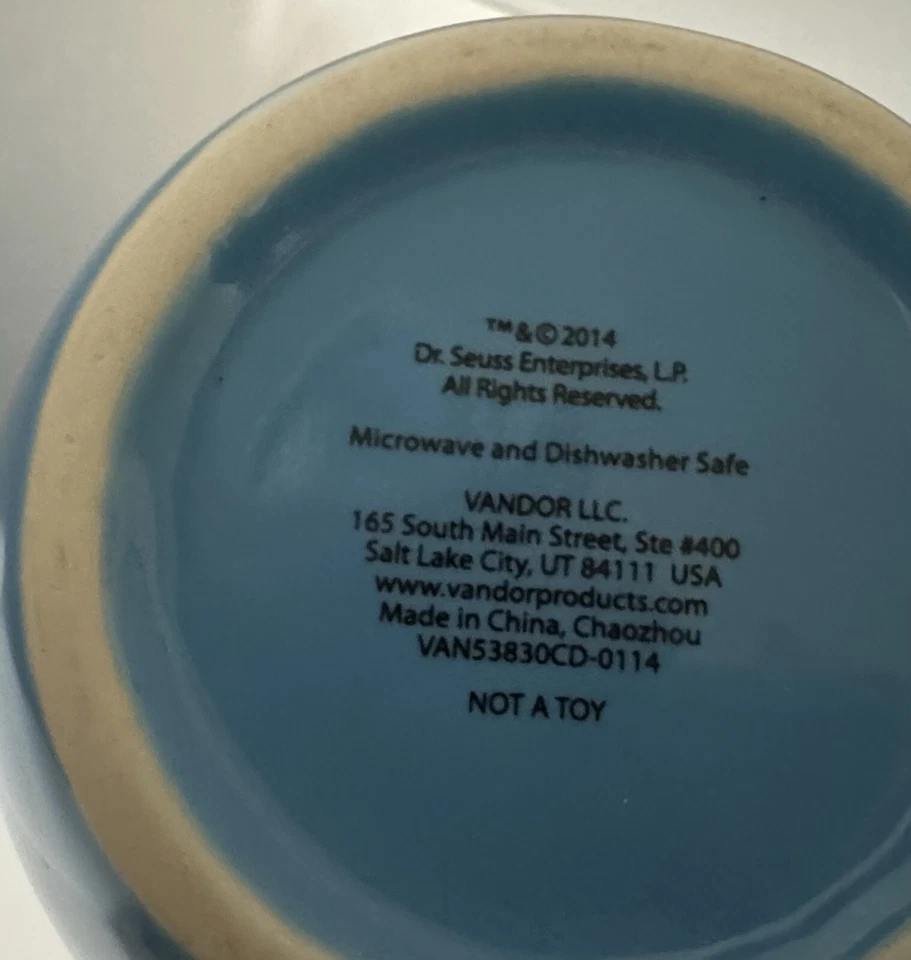 ™&©2014
Dr. Seuss Enterprises, L.P.
All Rights Reserved.
Microwave and Dishwasher Safe
VANDOR LLC.
165 South Main Street, Ste #400
Salt Lake City, UT 84111 USA
www.vandorproducts.com
Made in China, Chaozhou
VAN53830CD-0114
NOT A TOY